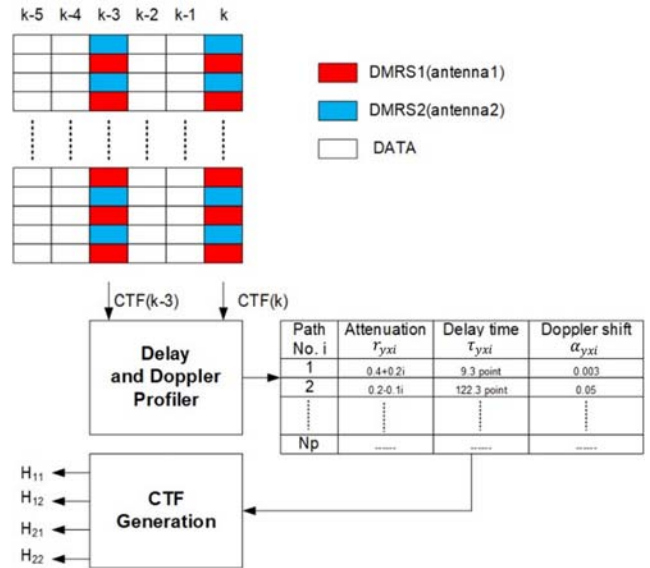 k-5 k-4 k-3 k-2 k-1 k
DMRS1(antenna1)
DMRS2(antenna2)
DATA
CTF(k-3) CTF(k)
Delay
and Doppler
Profiler
Path Attenuation Delay time Doppler shift
No. i r_yxi τ_yxi α_yxi
1 0.4+0.2i 9.3 point 0.003
2 0.2-0.1i 122.3 point 0.05
Np ...... ...... ......
H11
H12
H21
H22
CTF
Generation